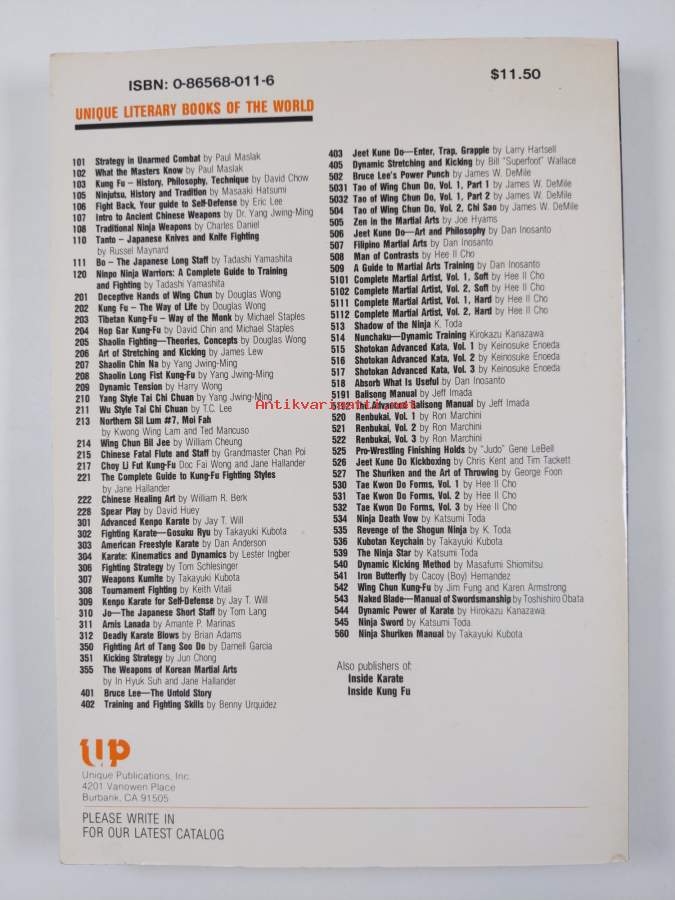 ISBN: 0-86568-011-6
$11.50
UNIQUE LITERARY BOOKS OF THE WORLD
101 Strategy in Unarmed Combat by Paul Maslak
102 What the Masters Know by Paul Maslak
103 Kung Fu – History, Philosophy, Technique by David Chow
105 Ninjutsu, History and Tradition by Masaaki Hatsumi
106 Fight Back, Your guide to Self-Defense by Eric Lee
107 Intro to Ancient Chinese Weapons by Dr. Yang Jwing-Ming
108 Traditional Ninja Weapons by Charles Daniel
110 Tanto – Japanese Knives and Knife Fighting
by Russel Maynard
111 Bo – The Japanese Long Staff by Tadashi Yamashita
120 Ninpo Ninja Warriors: A Complete Guide to Training
and Fighting by Tadashi Yamashita
201 Deceptive Hands of Wing Chun by Douglas Wong
202 Kung Fu – The Way of Life by Douglas Wong
203 Tibetan Kung-Fu – Way of the Monk by Michael Staples
204 Hop Gar Kung-Fu by David Chin and Michael Staples
205 Shaolin Fighting—Theories, Concepts by Douglas Wong
206 Art of Stretching and Kicking by James Lew
207 Shaolin Chin Na by Yang Jwing-Ming
208 Shaolin Long Fist Kung-Fu by Yang Jwing-Ming
209 Dynamic Tension by Harry Wong
210 Yang Style Tai Chi Chuan by Yang Jwing-Ming
211 Wu Style Tai Chi Chuan by T.C. Lee
213 Northern Sil Lum #7, Moi Fah
by Kwong Wing Lam and Ted Mancuso
214 Wing Chun Bil Jee by William Cheung
215 Chinese Fatal Flute and Staff by Grandmaster Chan Poi
217 Choy Li Fut Kung-Fu Doc Fai Wong and Jane Hallander
221 The Complete Guide to Kung-Fu Fighting Styles
by Jane Hallander
222 Chinese Healing Art by William R. Berk
228 Spear Play by David Huey
301 Advanced Kenpo Karate by Jay T. Will
302 Fighting Karate—Gosuku Ryu by Takayuki Kubota
303 American Freestyle Karate by Dan Anderson
304 Karate: Kinematics and Dynamics by Lester Ingber
306 Fighting Strategy by Tom Schlesinger
307 Weapons Kumite by Takayuki Kubota
308 Tournament Fighting by Keith Vitali
309 Kenpo Karate for Self-Defense by Jay T. Will
310 Jo—The Japanese Short Staff by Tom Lang
311 Arnis Lanada by Amante P. Marinas
312 Deadly Karate Blows by Brian Adams
350 Fighting Art of Tang Soo Do by Darnell Garcia
351 Kicking Strategy by Jun Chong
355 The Weapons of Korean Martial Arts
by In Hyuk Suh and Jane Hallander
401 Bruce Lee—The Untold Story
402 Training and Fighting Skills by Benny Urquidez
403 Jeet Kune Do—Enter, Trap, Grapple by Larry Hartsell
405 Dynamic Stretching and Kicking by Bill "Superfoot" Wallace
502 Bruce Lee's Power Punch by James W. DeMile
5031 Tao of Wing Chun Do, Vol. 1, Part 1 by James W. DeMile
5032 Tao of Wing Chun Do, Vol. 1, Part 2 by James W. DeMile
504 Tao of Wing Chun Do, Vol. 2, Chi Sao by James W. DeMile
505 Zen in the Martial Arts by Joe Hyams
506 Jeet Kune Do—Art and Philosophy by Dan Inosanto
507 Filipino Martial Arts by Dan Inosanto
508 Man of Contrasts by Hee Il Cho
509 A Guide to Martial Arts Training by Dan Inosanto
5101 Complete Martial Artist, Vol. 1, Soft by Hee Il Cho
5102 Complete Martial Artist, Vol. 2, Soft by Hee Il Cho
5111 Complete Martial Artist, Vol. 1, Hard by Hee Il Cho
5112 Complete Martial Artist, Vol. 2, Hard by Hee Il Cho
513 Shadow of the Ninja K. Toda
514 Nunchaku—Dynamic Training Kirokazu Kanazawa
515 Shotokan Advanced Kata, Vol. 1 by Keinosuke Enoeda
516 Shotokan Advanced Kata, Vol. 2 by Keinosuke Enoeda
517 Shotokan Advanced Kata, Vol. 3 by Keinosuke Enoeda
518 Absorb What Is Useful by Dan Inosanto
5191 Balisong Manual by Jeff Imada
5192 The Advanced Balisong Manual by Jeff Imada
520 Renbukai, Vol. 1 by Ron Marchini
521 Renbukai, Vol. 2 by Ron Marchini
522 Renbukai, Vol. 3 by Ron Marchini
525 Pro-Wrestling Finishing Holds by "Judo" Gene LeBell
526 Jeet Kune Do Kickboxing by Chris Kent and Tim Tackett
527 The Shuriken and the Art of Throwing by George Foon
530 Tae Kwon Do Forms, Vol. 1 by Hee Il Cho
531 Tae Kwon Do Forms, Vol. 2 by Hee Il Cho
532 Tae Kwon Do Forms, Vol. 3 by Hee Il Cho
534 Ninja Death Vow by Katsumi Toda
535 Revenge of the Shogun Ninja by K. Toda
536 Kubotan Keychain by Takayuki Kubota
539 The Ninja Star by Katsumi Toda
540 Dynamic Kicking Method by Masafumi Shiomitsu
541 Iron Butterfly by Cacoy (Boy) Hernandez
542 Wing Chun Kung-Fu by Jim Fung and Karen Armstrong
543 Naked Blade—Manual of Swordsmanship by Toshishiro Obata
544 Dynamic Power of Karate by Hirokazu Kanazawa
545 Ninja Sword by Katsumi Toda
560 Ninja Shuriken Manual by Takayuki Kubota
Also publishers of:
Inside Karate
Inside Kung Fu
Antikvariaatti.net
up
Unique Publications, Inc.
4201 Vanowen Place
Burbank, CA 91505
PLEASE WRITE IN
FOR OUR LATEST CATALOG